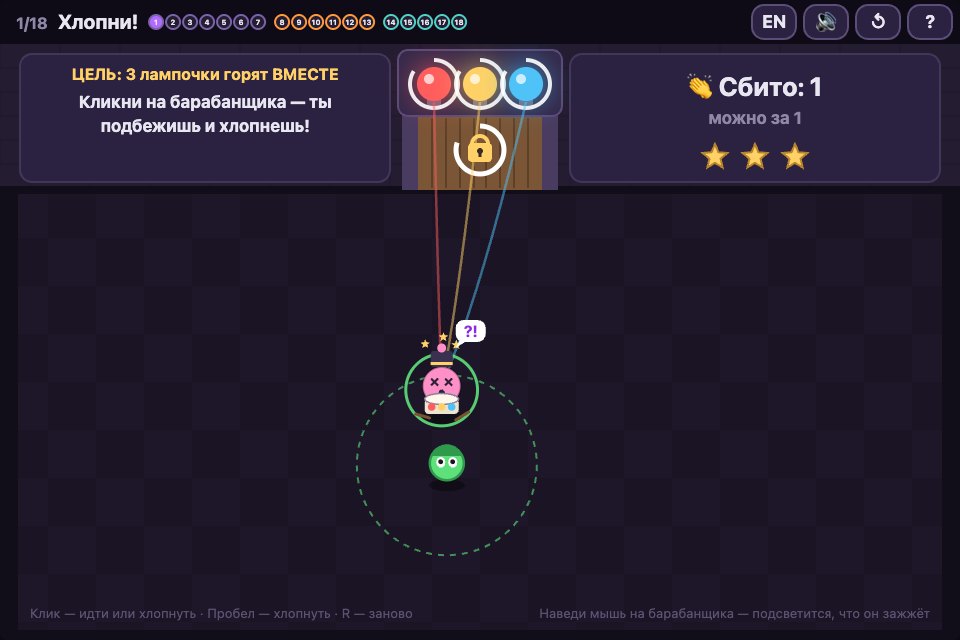 1/18 Хлопни! 1 2 3 4 5 6 7 8 9 10 11 12 13 14 15 16 17 18 EN ?
ЦЕЛЬ: 3 лампочки горят ВМЕСТЕ
Кликни на барабанщика — ты
подбежишь и хлопнешь!
Сбито: 1
можно за 1
?!
Клик — идти или хлопнуть · Пробел — хлопнуть · R — заново
Наведи мышь на барабанщика — подсветится, что он зажжёт